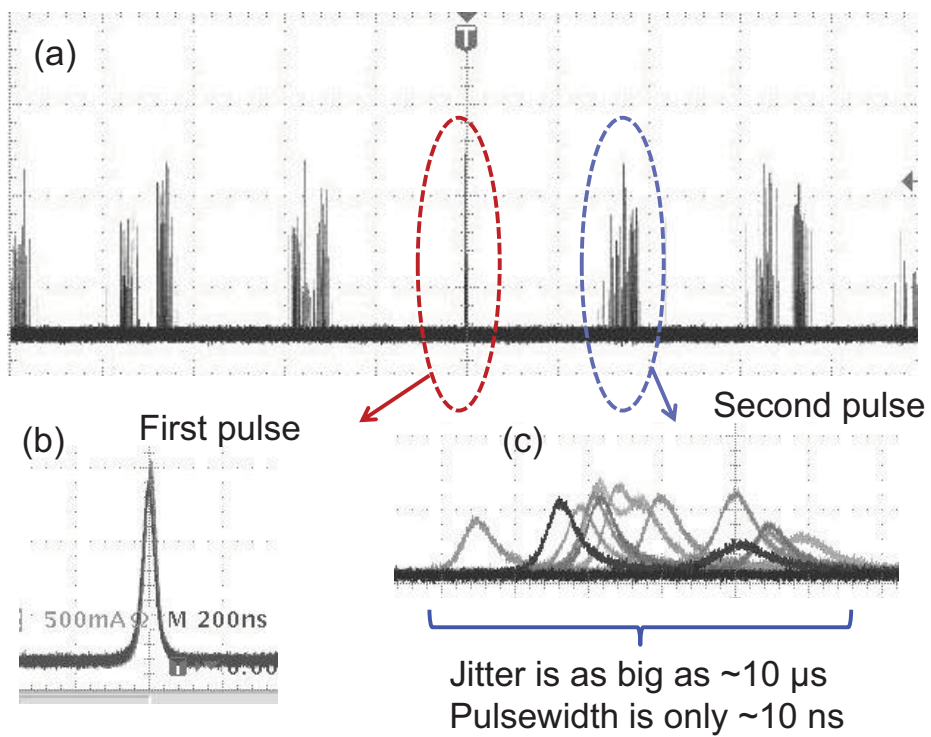 (a)
T
First pulse
(b)
500mA Ω M 200ns
T
Second pulse
(c)
Jitter is as big as ~10 µs
Pulsewidth is only ~10 ns